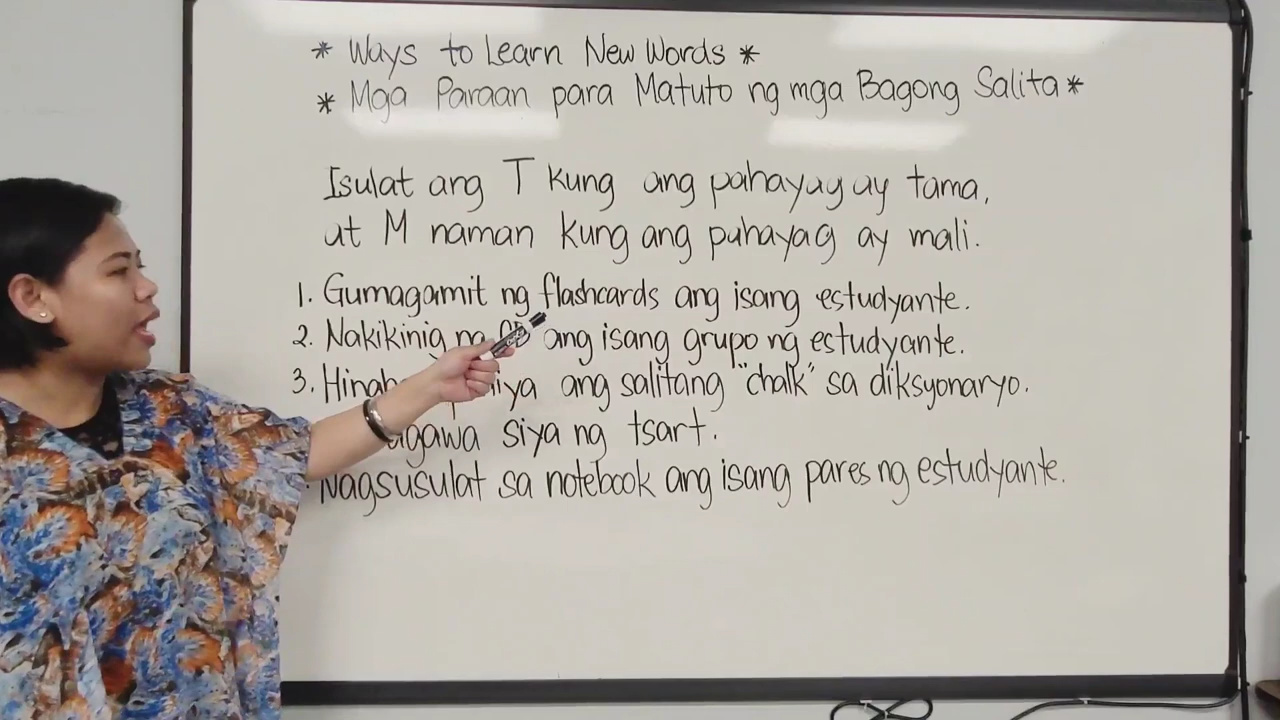 * Ways to Learn New Words *
* Mga Paraan para Matuto ng mga Bagong Salita *
Isulat ang T kung ang pahayag ay tama,
at M naman kung ang pahayag ay mali.
1. Gumagamit ng flashcards ang isang estudyante.
2. Nakikinig ng CD ang isang grupo ng estudyante.
3. ang salitang "chalk" sa diksyonaryo.
siya ng tsart.
Nagsusulat sa notebook ang isang pares ng estudyante.